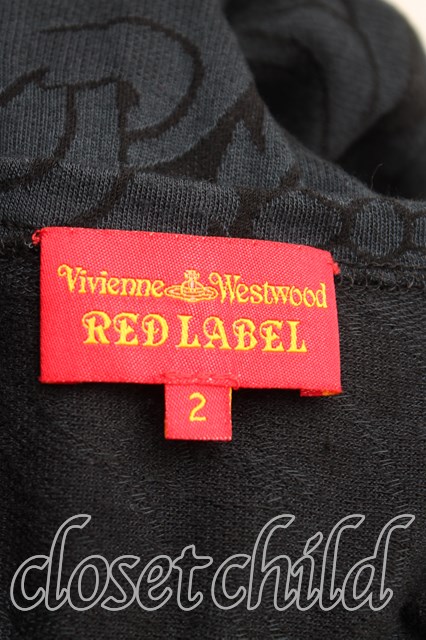 Vivienne Westwood
RED LABEL
2
closet child